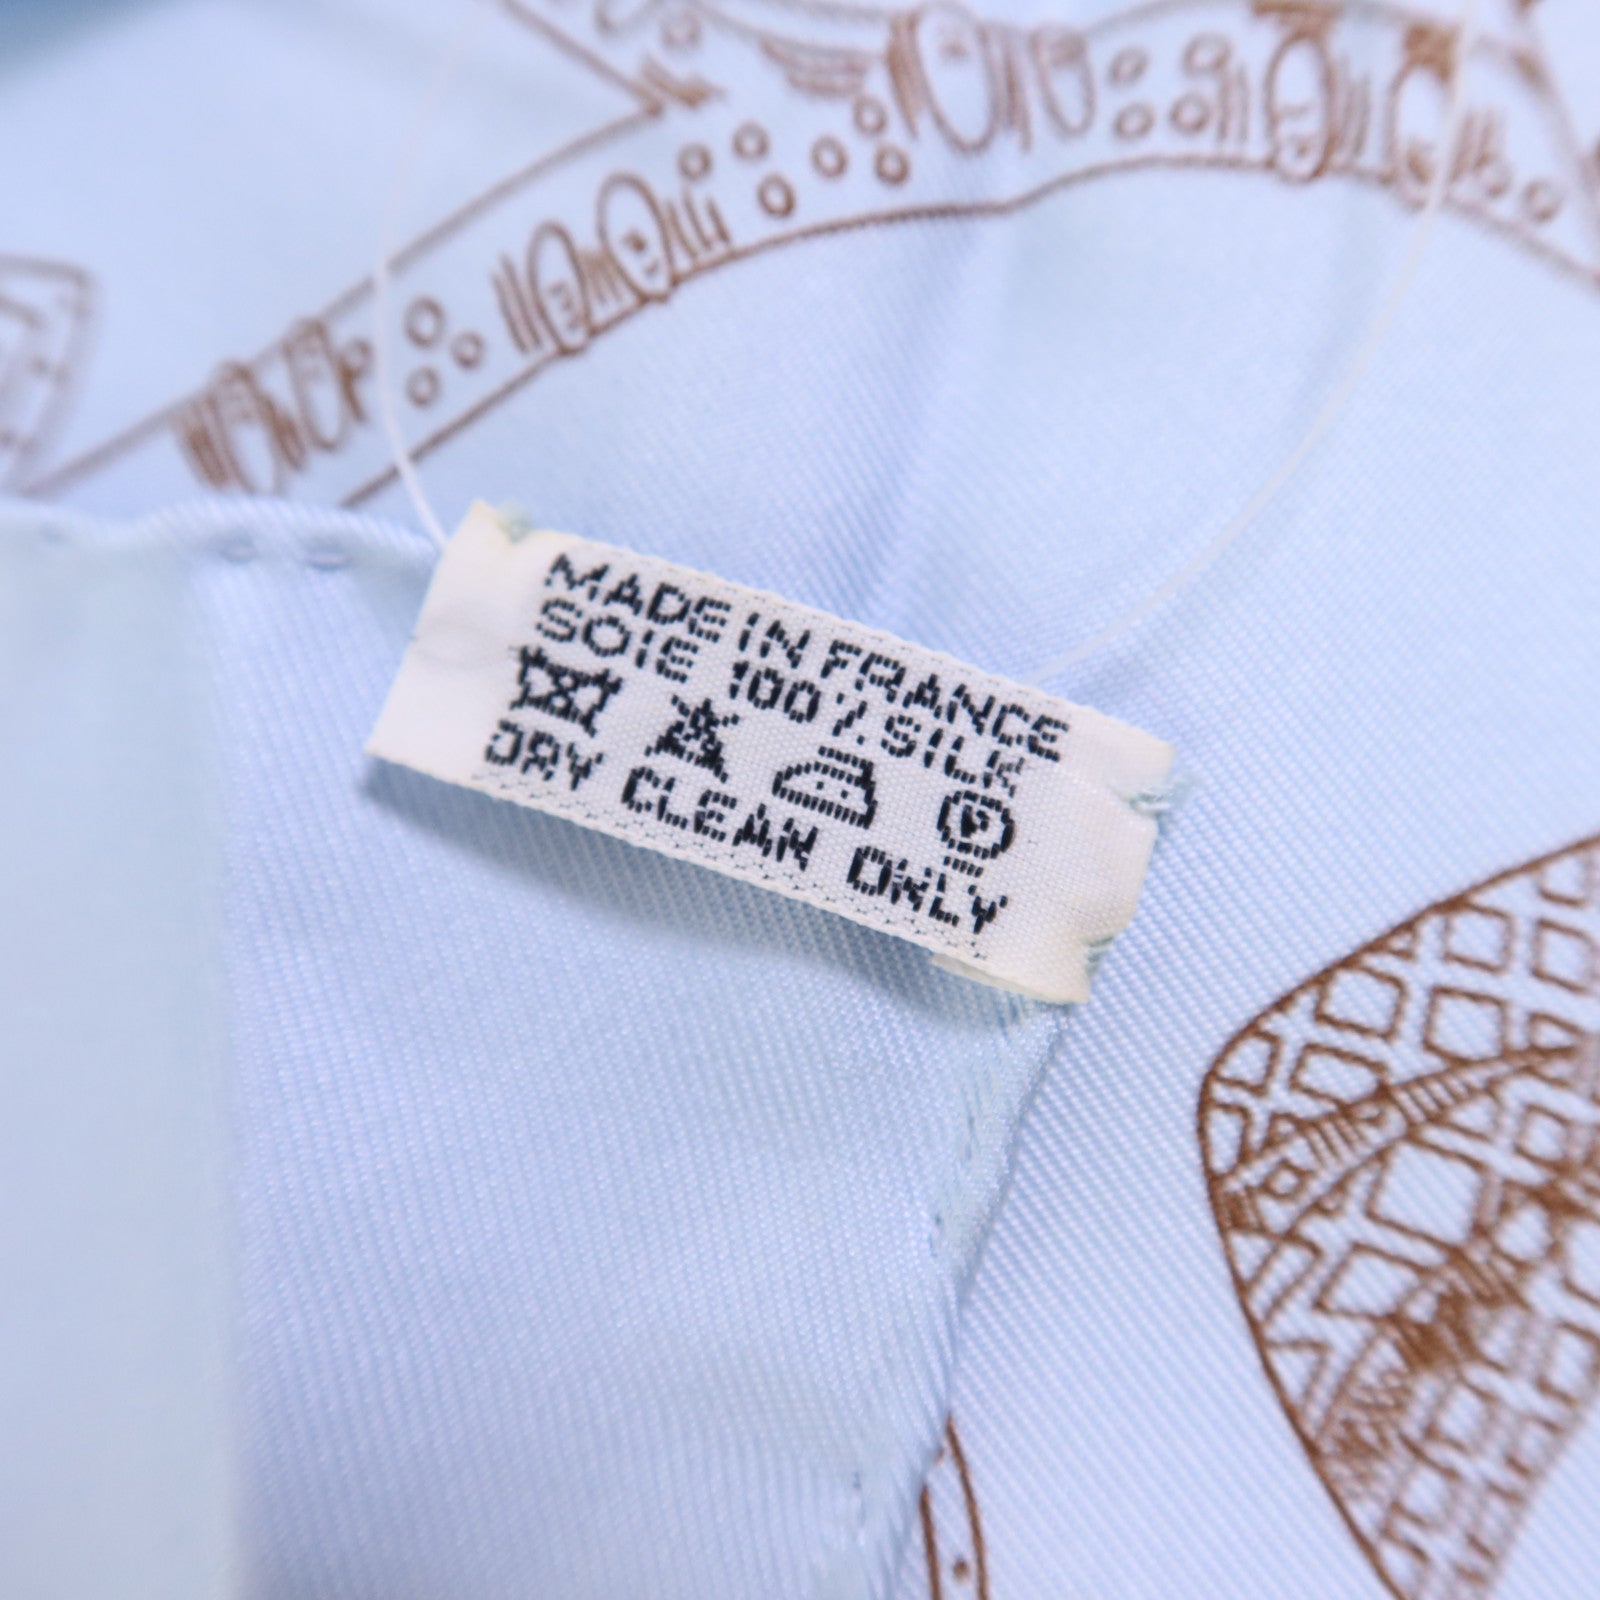 MADE IN FRANCE
SOIE 100% SILK
P
DRY CLEAN ONLY